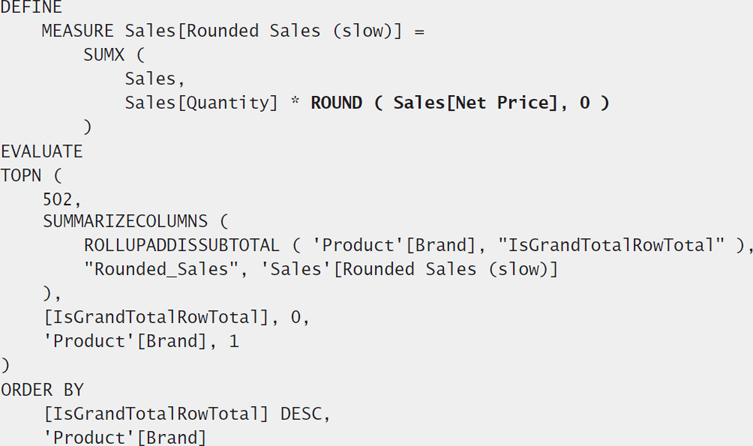 DEFINE
    MEASURE Sales[Rounded Sales (slow)] =
        SUMX (
            Sales,
            Sales[Quantity] * ROUND ( Sales[Net Price], 0 )
        )
EVALUATE
TOPN (
    502,
    SUMMARIZECOLUMNS (
        ROLLUPADDISSUBTOTAL ( 'Product'[Brand], "IsGrandTotalRowTotal" ),
        "Rounded_Sales", 'Sales'[Rounded Sales (slow)]
    ),
    [IsGrandTotalRowTotal], 0,
    'Product'[Brand], 1
)
ORDER BY
    [IsGrandTotalRowTotal] DESC,
    'Product'[Brand]